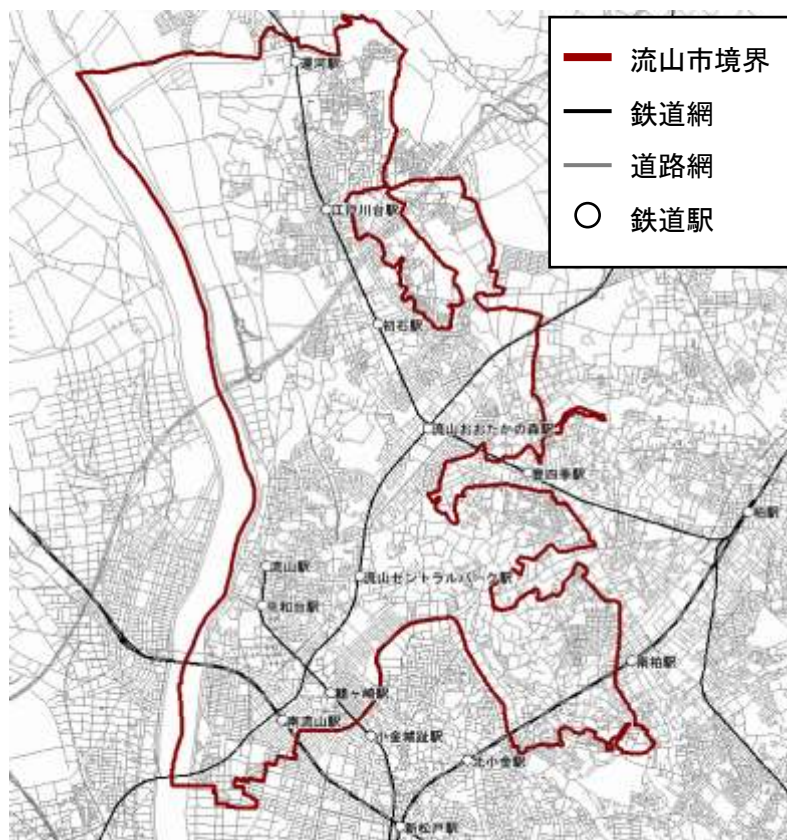 流山市境界
鉄道網
道路網
鉄道駅
運河駅
江戸川台駅
初石駅
流山おおたかの森駅
豊四季駅
柏駅
流山駅
流山セントラルパーク駅
平和台駅
南柏駅
鰭ヶ崎駅
南流山駅
小金城趾駅
北小金駅
新松戸駅